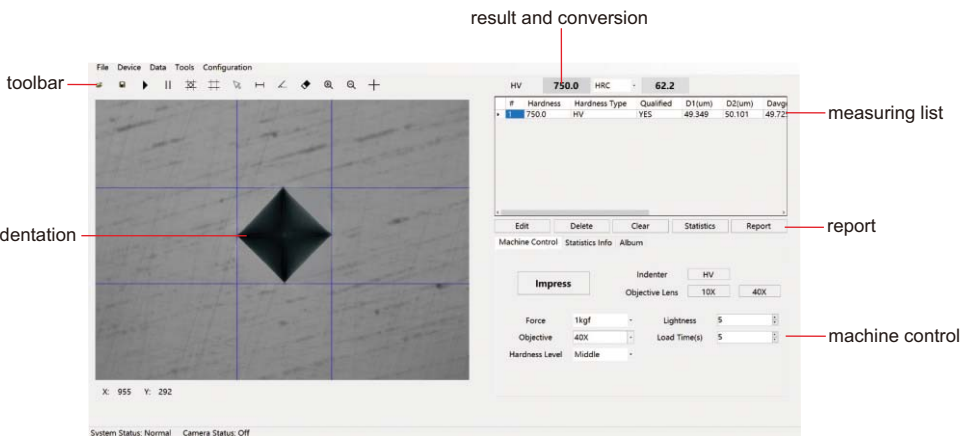 result and conversion
File Device Data Tools Configuration
toolbar
HV 750.0 HRC 62.2
# Hardness Hardness Type Qualified D1(um) D2(um) Davg
1 750.0 HV YES 49.349 50.101 49.72
measuring list
Edit Delete Clear Statistics Report
report
dentation
Machine Control Statistics Info Album
Impress
Indenter HV
Objective Lens 10X 40X
Force 1kgf Lightness 5
Objective 40X Load Time(s) 5
machine control
Hardness Level Middle
X: 955 Y: 292
System Status: Normal Camera Status: Off